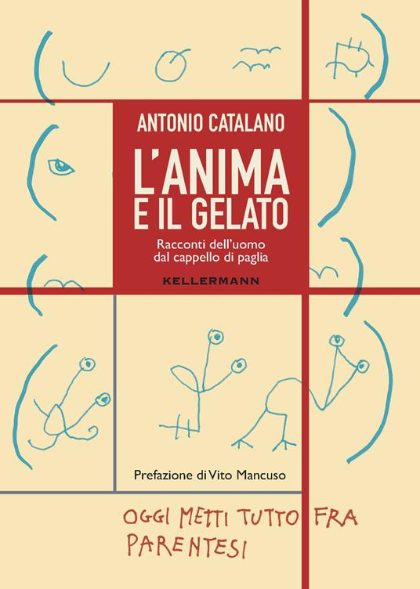 ANTONIO CATALANO
L'ANIMA
E IL GELATO
Racconti dell'uomo
dal cappello di paglia
KELLERMANN
Prefazione di Vito Mancuso
OGGI METTI TUTTO FRA
PARENTESI